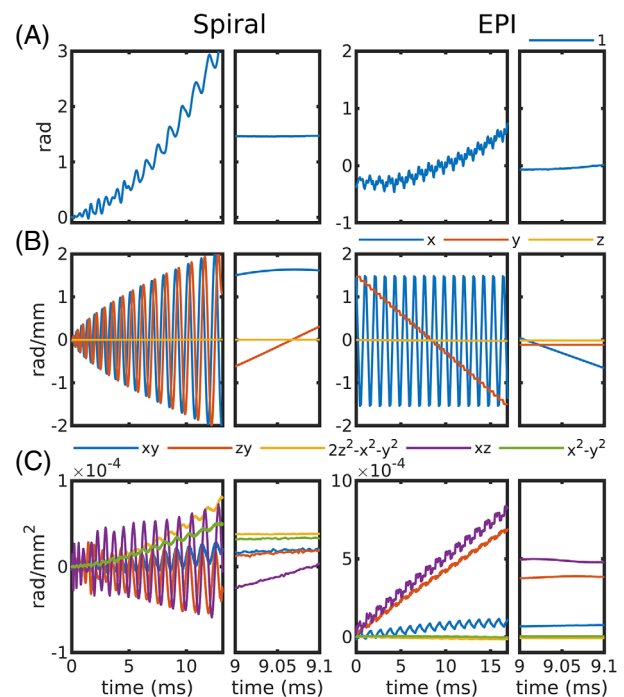 Spiral EPI
(A)
1
rad
3
2
1
0
2
1
0
-1
(B)
x y z
rad/mm
2
1
0
-1
-2
2
1
0
-1
-2
xy zy 2z²-x²-y² xz x²-y²
(C)
×10⁻⁴
×10⁻⁴
rad/mm²
1
0
-1
10
5
0
0 5 10
9 9.05 9.1
0 5 10 15
9 9.05 9.1
time (ms) time (ms) time (ms) time (ms)